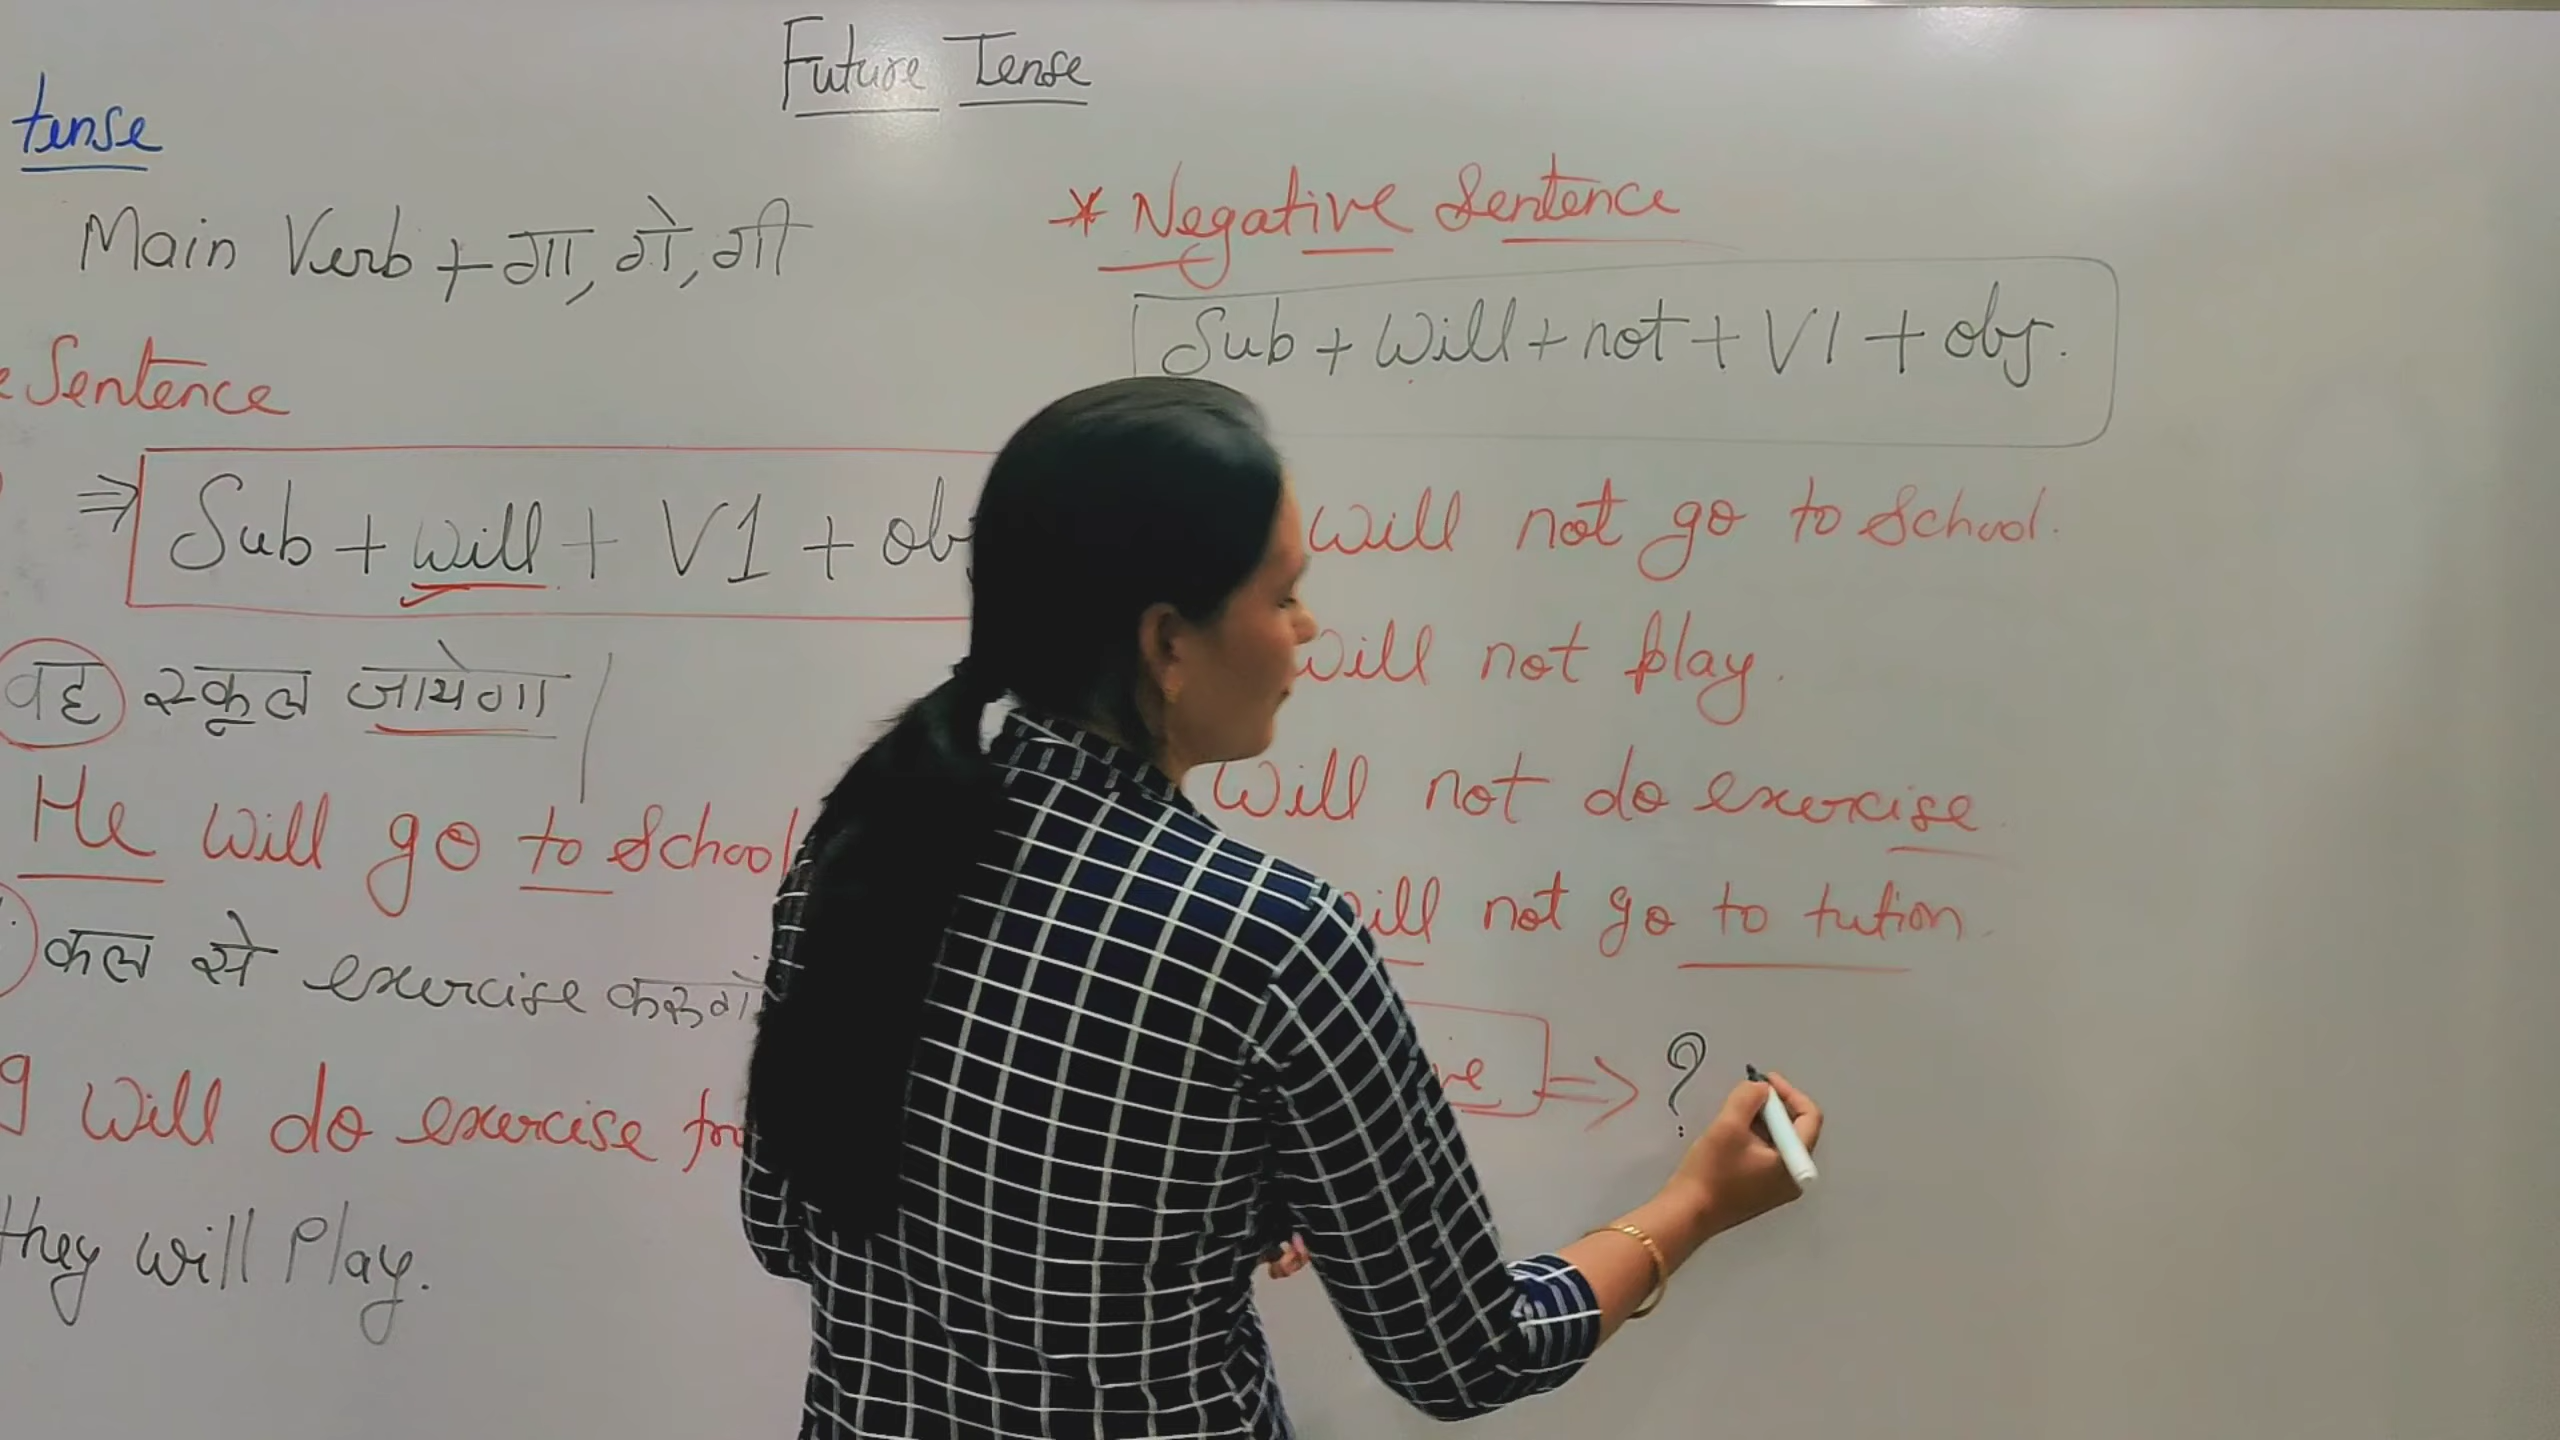 Future Tense
tense
Main Verb + गा, गे, गी
Sentence
⇒ Sub + will + V1 + obj
वह स्कूल जायेगा
He will go to School
कल से exercise करूगाँ
I will do exercise
they will Play.
* Negative Sentence
Sub + Will + not + V1 + obj.
Will not go to School.
Will not play.
Will not do exercise
will not go to tution.
⇒ ?